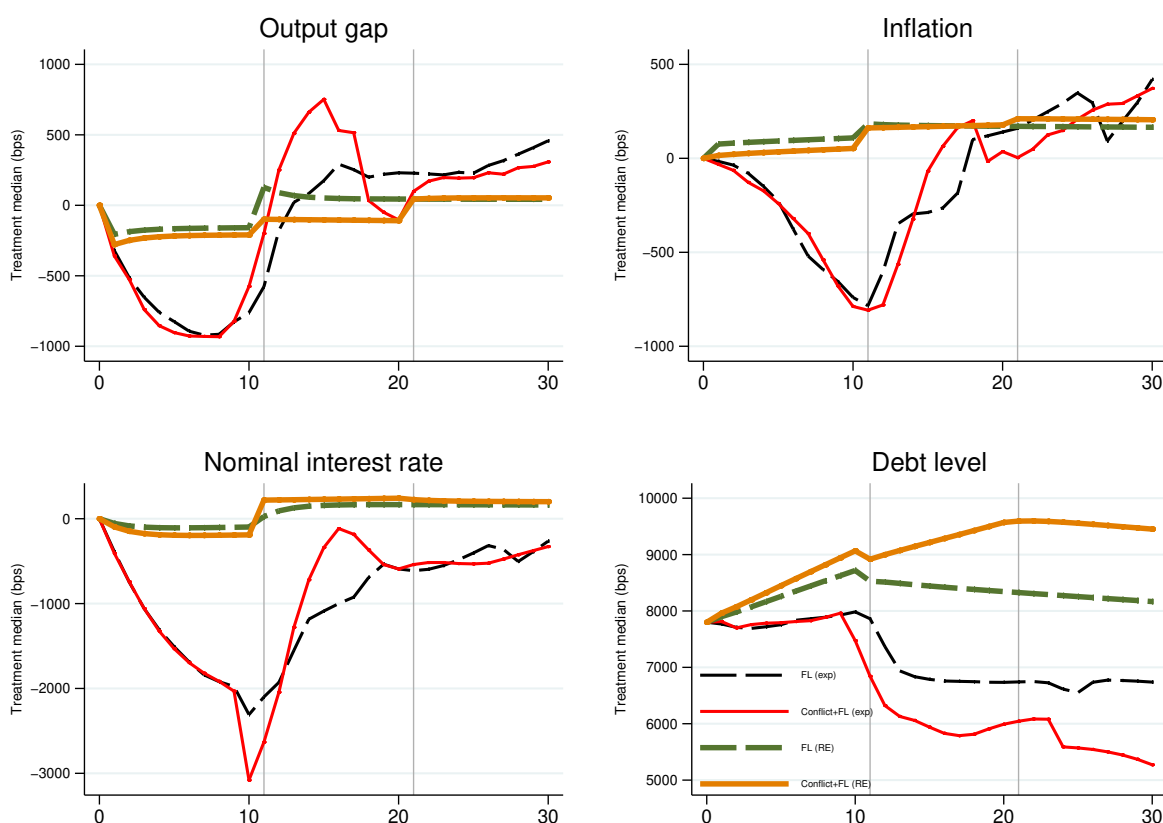 Output gap
Treatment median (bps)
1000
500
0
−500
−1000
0
10
20
30
Inflation
Treatment median (bps)
500
0
−500
−1000
0
10
20
30
Nominal interest rate
Treatment median (bps)
0
−1000
−2000
−3000
0
10
20
30
Debt level
Treatment median (bps)
10000
9000
8000
7000
6000
5000
FL (exp)
Conflict+FL (exp)
FL (RE)
Conflict+FL (RE)
0
10
20
30